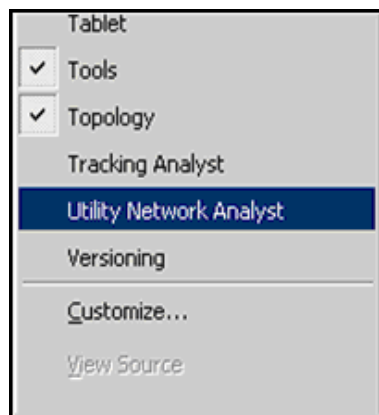 Tablet
Tools
Topology
Tracking Analyst
Utility Network Analyst
Versioning
Customize...
View Source